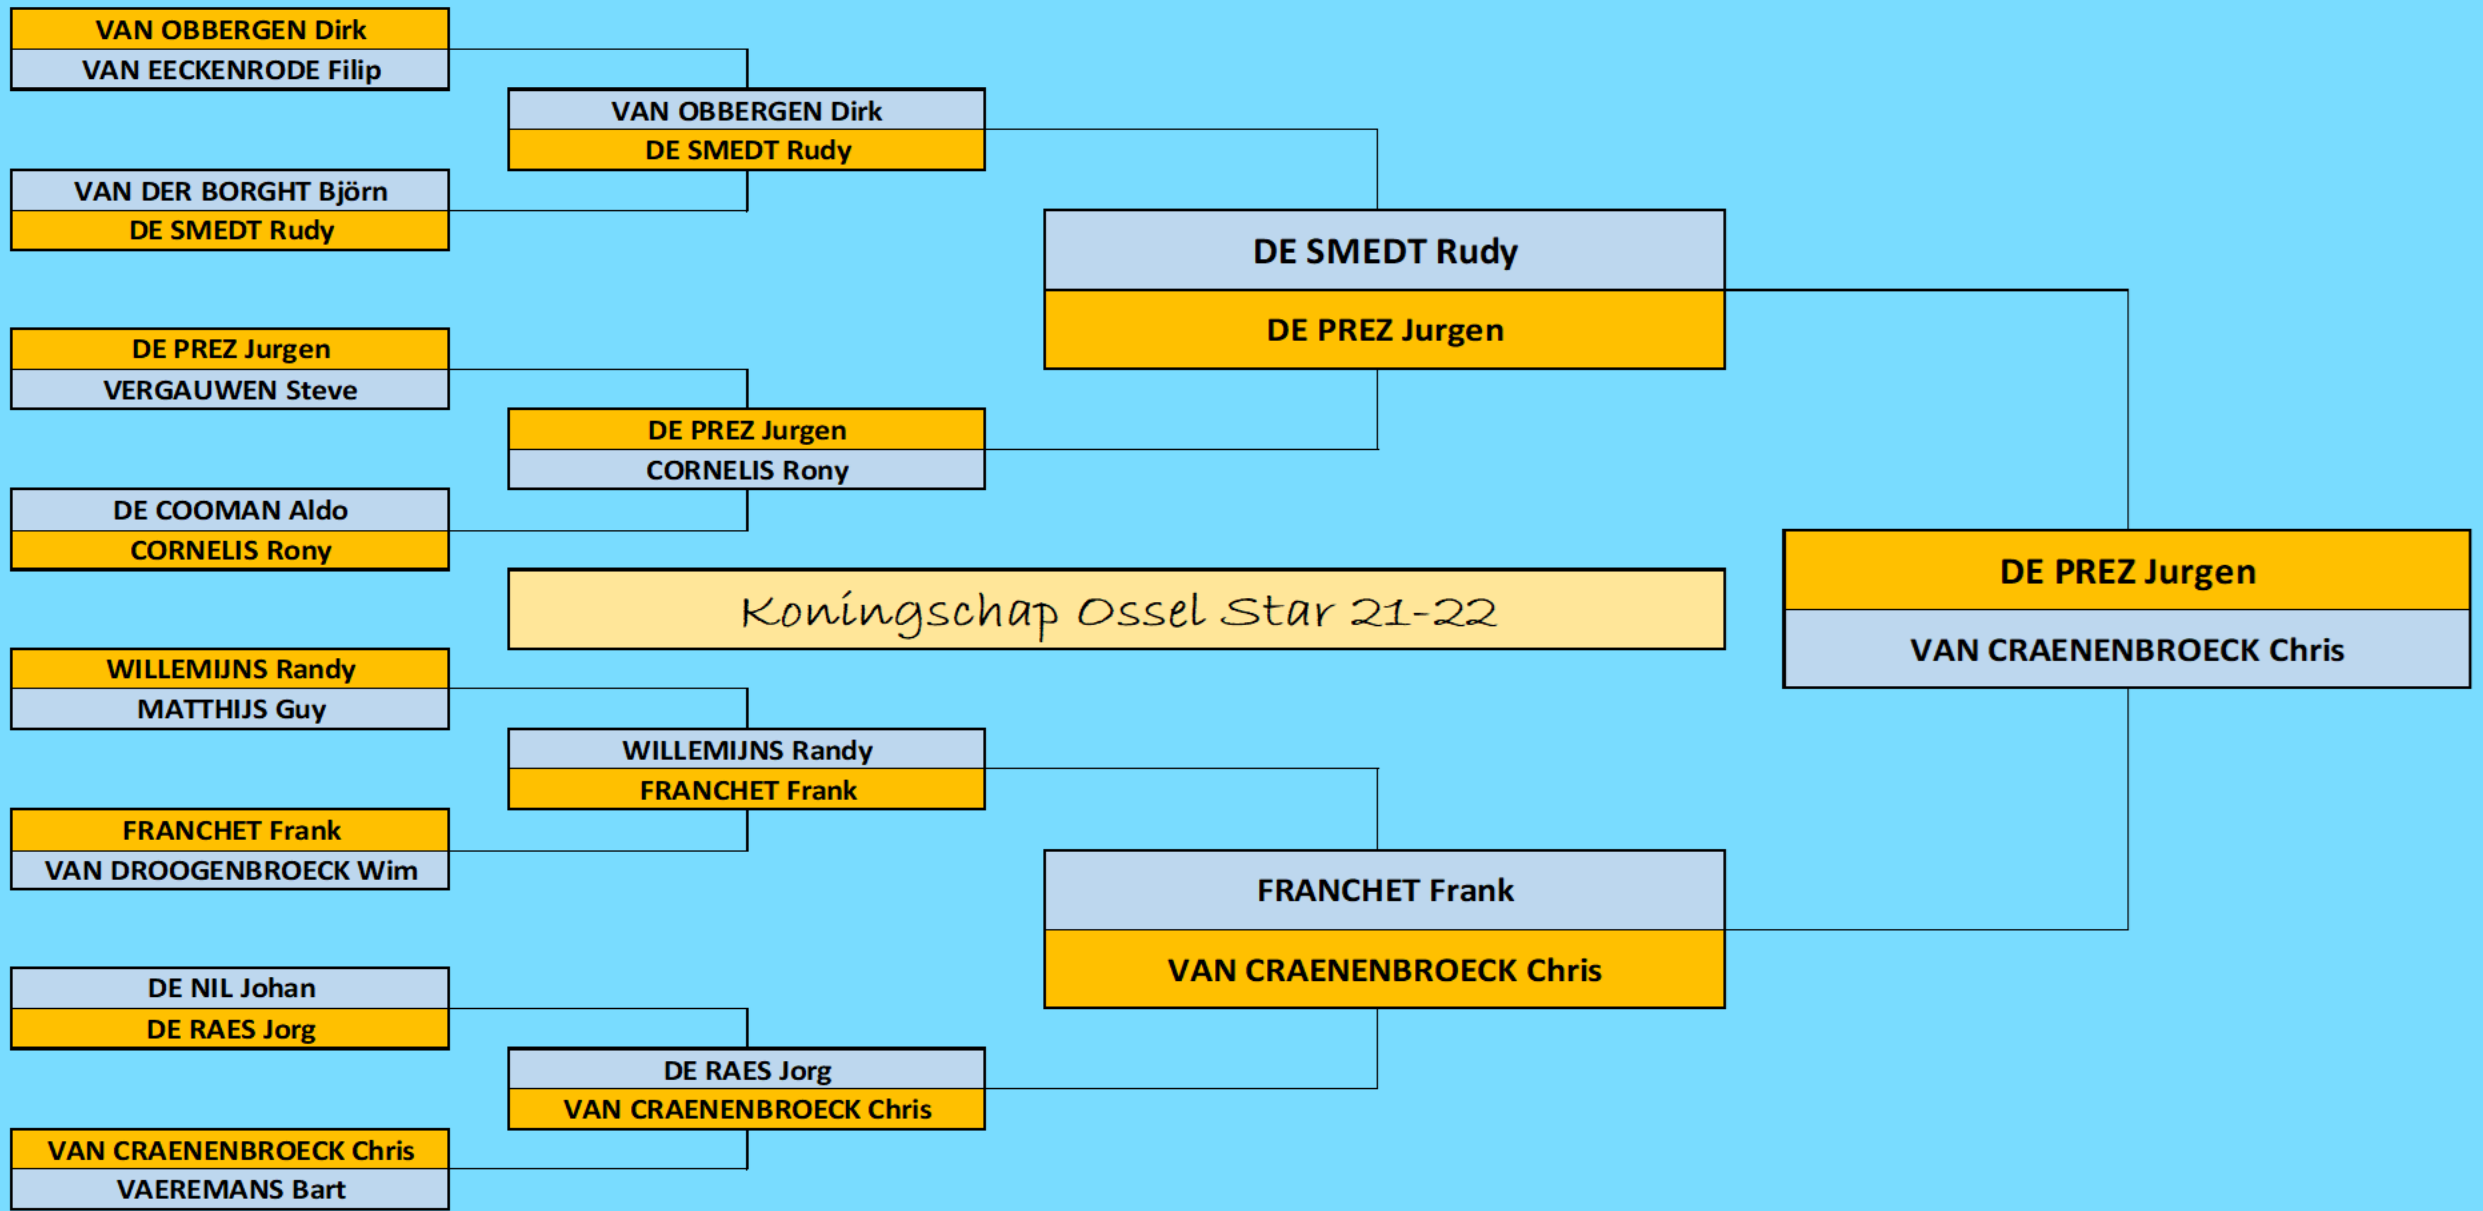 VAN OBBERGEN Dirk
VAN EECKENRODE Filip
VAN DER BORGHT Björn
DE SMEDT Rudy
DE PREZ Jurgen
VERGAUWEN Steve
DE COOMAN Aldo
CORNELIS Rony
WILLEMIJNS Randy
MATTHIJS Guy
FRANCHET Frank
VAN DROOGENBROECK Wim
DE NIL Johan
DE RAES Jorg
VAN CRAENENBROECK Chris
VAEREMANS Bart
VAN OBBERGEN Dirk
DE SMEDT Rudy
DE PREZ Jurgen
CORNELIS Rony
Koningschap Ossel Star 21-22
WILLEMIJNS Randy
FRANCHET Frank
DE RAES Jorg
VAN CRAENENBROECK Chris
DE SMEDT Rudy
DE PREZ Jurgen
FRANCHET Frank
VAN CRAENENBROECK Chris
DE PREZ Jurgen
VAN CRAENENBROECK Chris